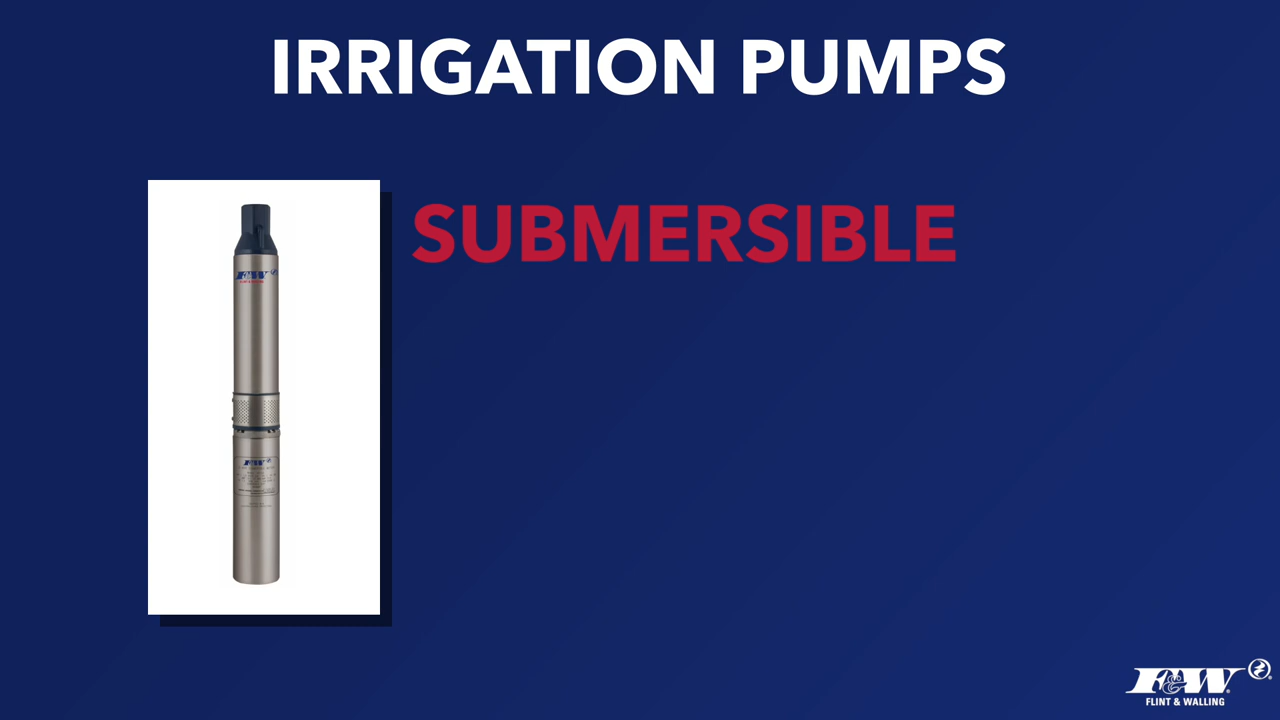 IRRIGATION PUMPS
SUBMERSIBLE
F&W
F&W
F&W
FLINT & WALLING